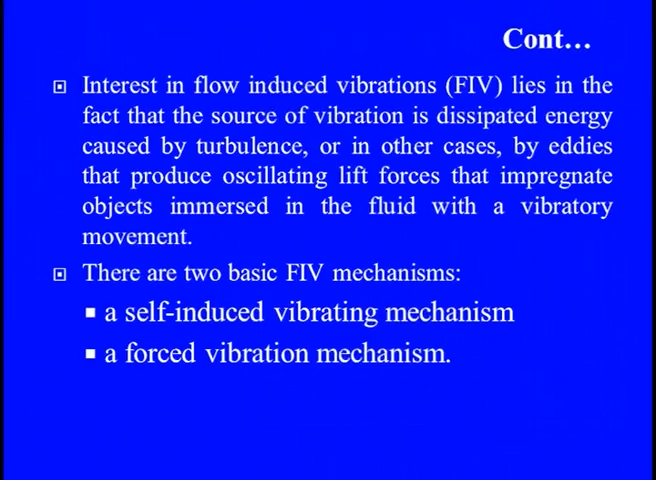 Cont…
Interest in flow induced vibrations (FIV) lies in the
fact that the source of vibration is dissipated energy
caused by turbulence, or in other cases, by eddies
that produce oscillating lift forces that impregnate
objects immersed in the fluid with a vibratory
movement.
There are two basic FIV mechanisms:
a self-induced vibrating mechanism
a forced vibration mechanism.